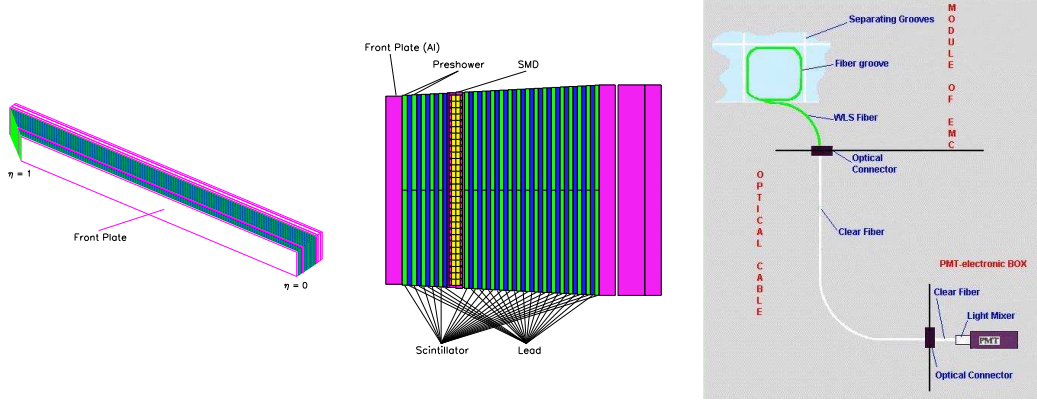 η = 1
Front Plate
η = 0
Front Plate (Al)
Preshower
SMD
Scintillator
Lead
Separating Grooves
Fiber groove
WLS Fiber
Optical
Connector
MODULE OF EMC
OPTICAL CABLE
Clear Fiber
PMT-electronic BOX
Clear Fiber
Light Mixer
PMT
Optical Connector